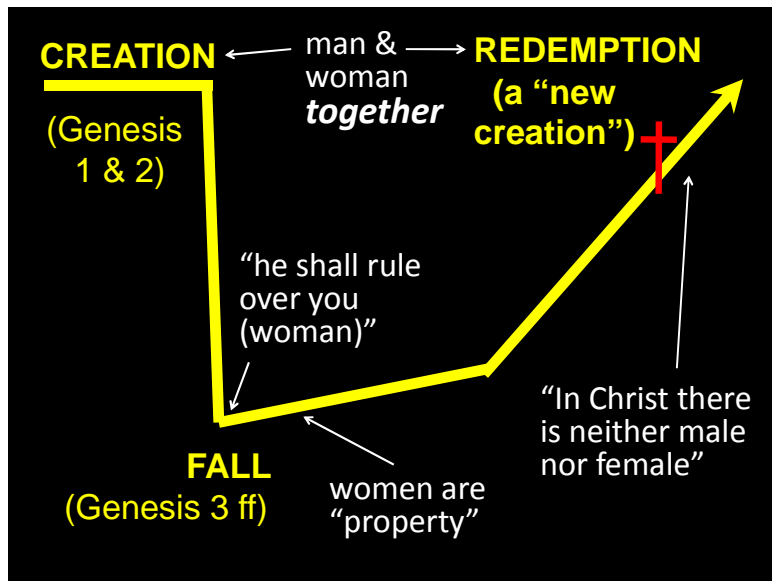 CREATION
(Genesis
1 & 2)
man &
woman
together
REDEMPTION
(a “new
creation”)
“he shall rule
over you
(woman)”
FALL
(Genesis 3 ff)
women are
“property”
“In Christ there
is neither male
nor female”